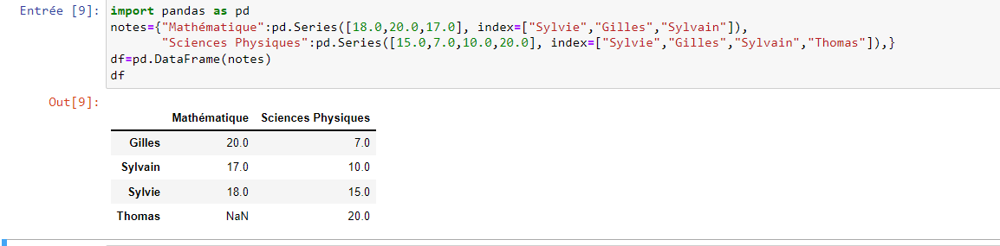 Entrée [9]: import pandas as pd
notes={"Mathématique":pd.Series([18.0,20.0,17.0], index=["Sylvie","Gilles","Sylvain"]),
"Sciences Physiques":pd.Series([15.0,7.0,10.0,20.0], index=["Sylvie","Gilles","Sylvain","Thomas"]),}
df=pd.DataFrame(notes)
df
Out[9]:
Mathématique Sciences Physiques
Gilles 20.0 7.0
Sylvain 17.0 10.0
Sylvie 18.0 15.0
Thomas NaN 20.0